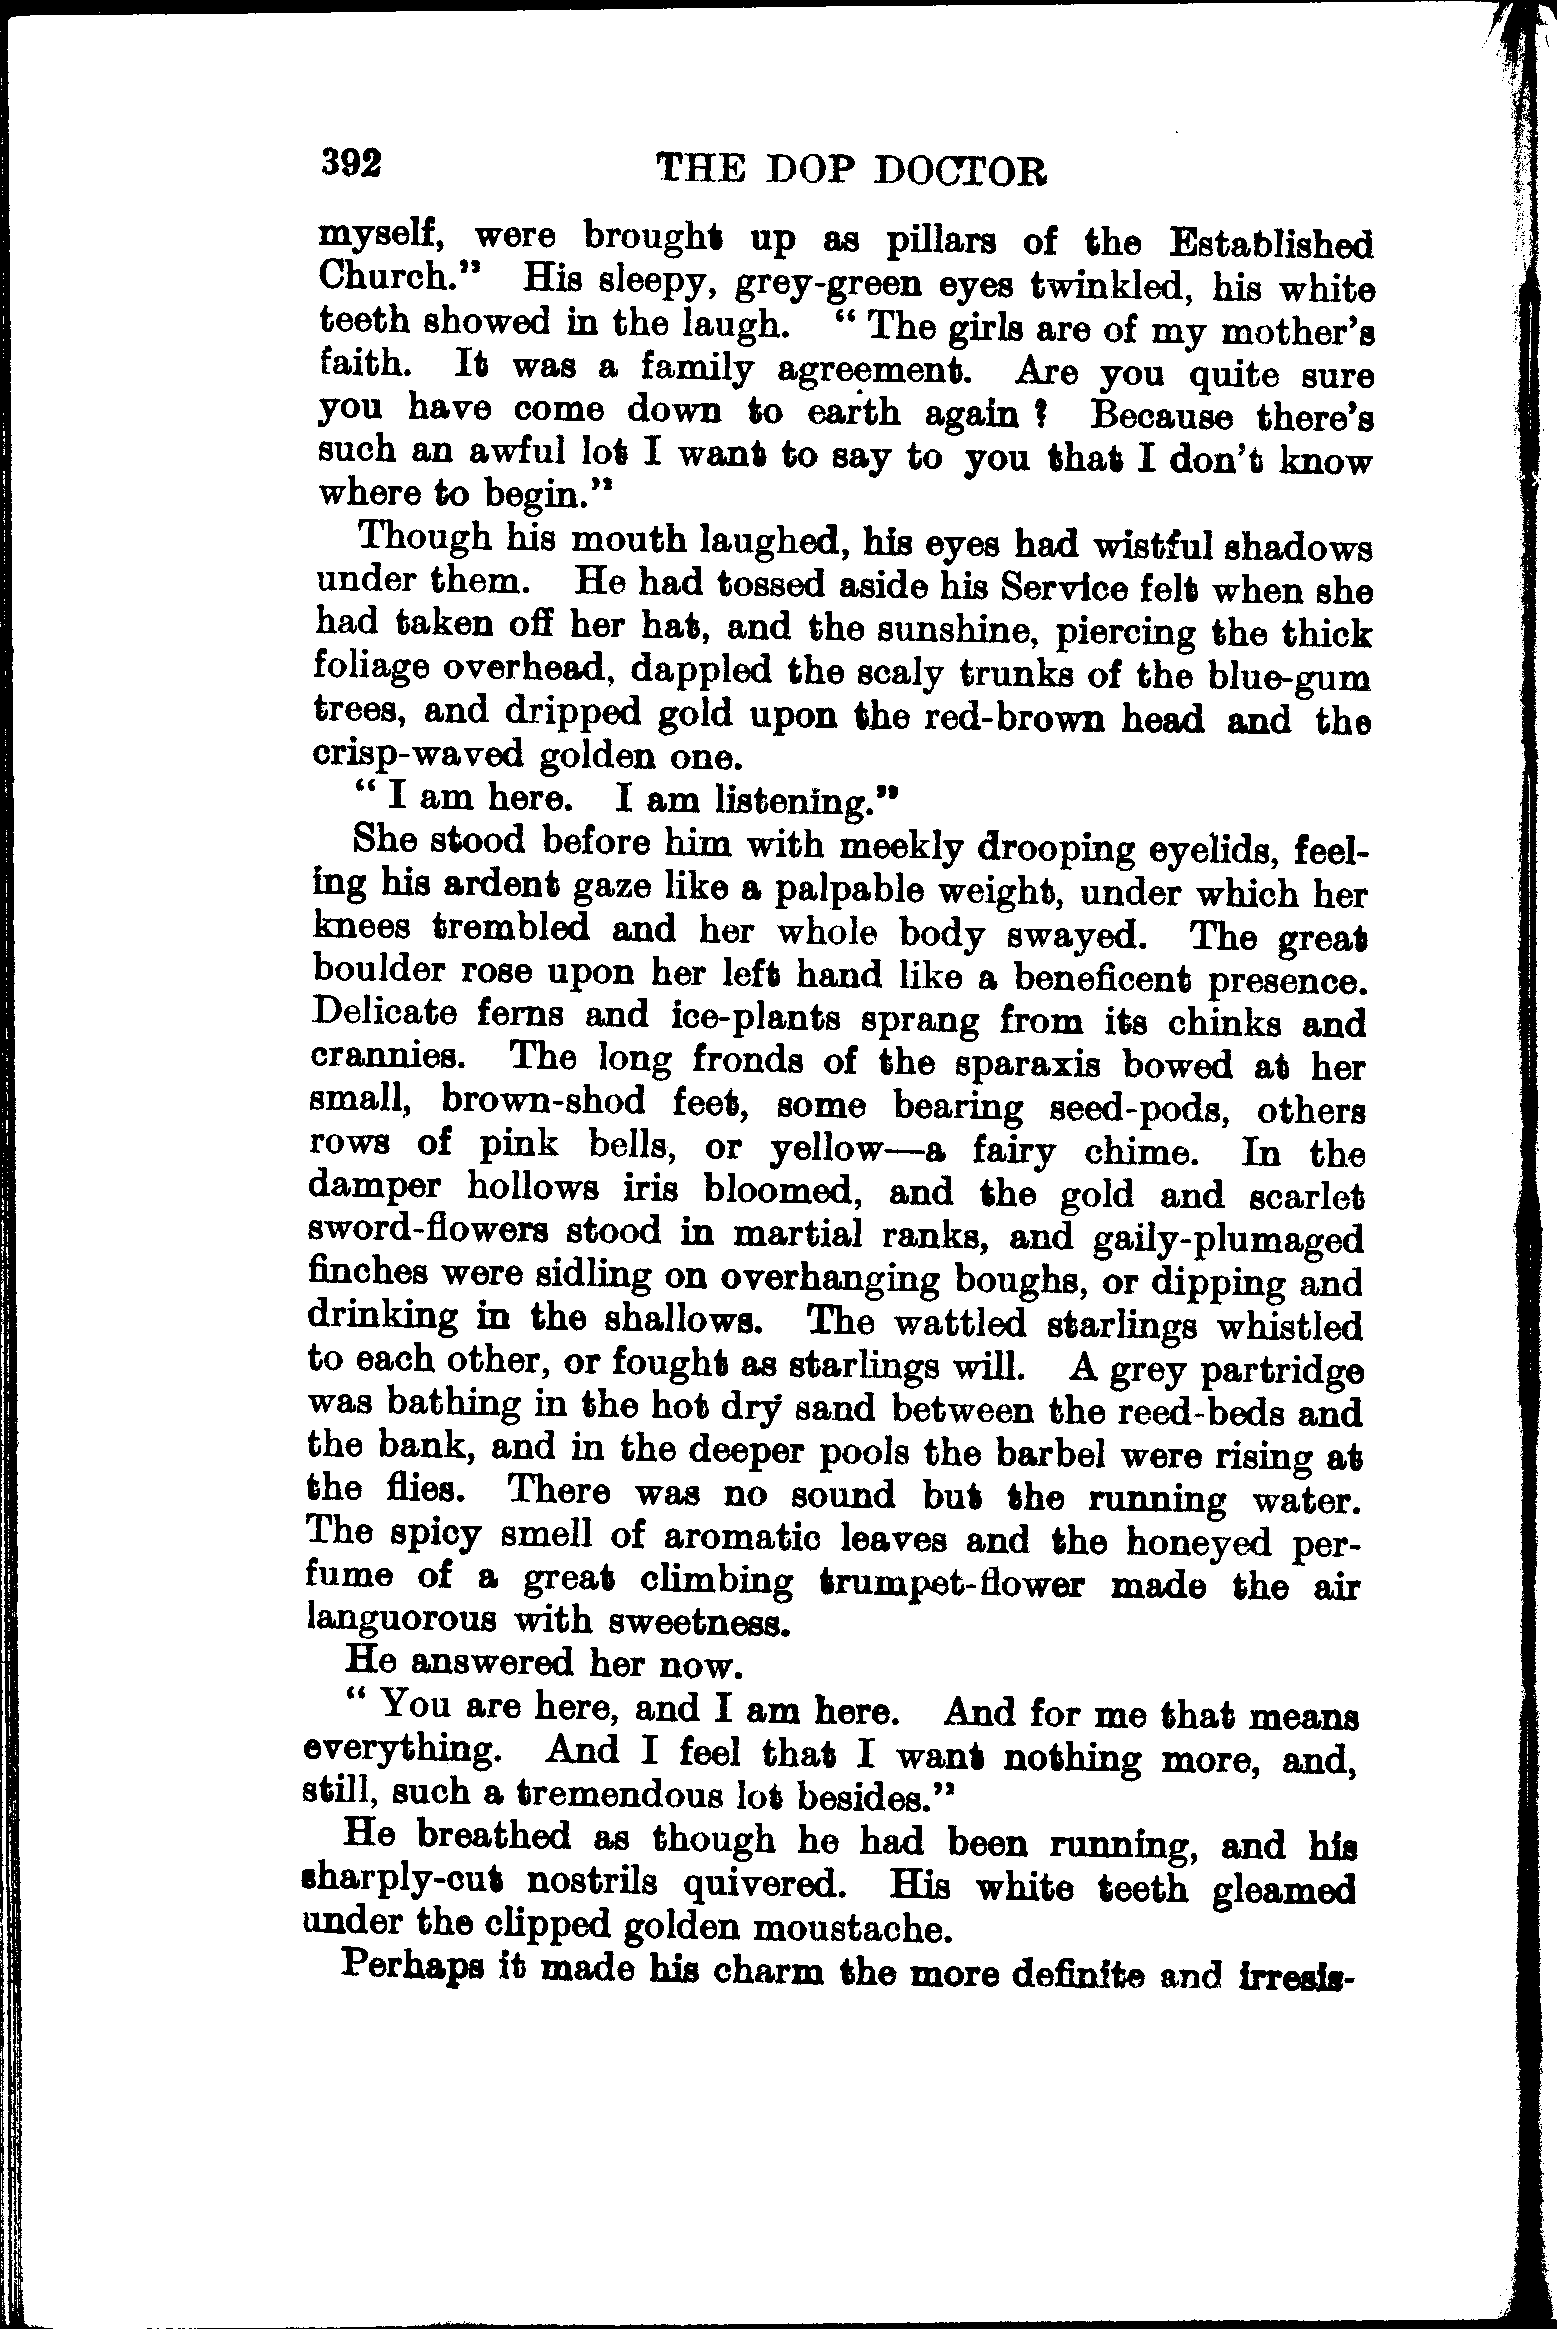 392 THE DOP DOCTOR
myself, were brought up as pillars of the Established
Church." His sleepy, grey-green eyes twinkled, his white
teeth showed in the laugh. " The girls are of my mother's
faith. It was a family agreement. Are you quite sure
you have come down to earth again ? Because there's
such an awful lot I want to say to you that I don't know
where to begin."
Though his mouth laughed, his eyes had wistful shadows
under them. He had tossed aside his Service felt when she
had taken off her hat, and the sunshine, piercing the thick
foliage overhead, dappled the scaly trunks of the blue-gum
trees, and dripped gold upon the red-brown head and the
crisp-waved golden one.
" I am here. I am listening."
She stood before him with meekly drooping eyelids, feel-
ing his ardent gaze like a palpable weight, under which her
knees trembled and her whole body swayed. The great
boulder rose upon her left hand like a beneficent presence.
Delicate ferns and ice-plants sprang from its chinks and
crannies. The long fronds of the sparaxis bowed at her
small, brown-shod feet, some bearing seed-pods, others
rows of pink bells, or yellow—a fairy chime. In the
damper hollows iris bloomed, and the gold and scarlet
sword-flowers stood in martial ranks, and gaily-plumaged
finches were sidling on overhanging boughs, or dipping and
drinking in the shallows. The wattled starlings whistled
to each other, or fought as starlings will. A grey partridge
was bathing in the hot dry sand between the reed-beds and
the bank, and in the deeper pools the barbel were rising at
the flies. There was no sound but the running water.
The spicy smell of aromatic leaves and the honeyed per-
fume of a great climbing trumpet-flower made the air
languorous with sweetness.
He answered her now.
" You are here, and I am here. And for me that means
everything. And I feel that I want nothing more, and,
still, such a tremendous lot besides."
He breathed as though he had been running, and his
sharply-cut nostrils quivered. His white teeth gleamed
under the clipped golden moustache.
Perhaps it made his charm the more definite and irresis-